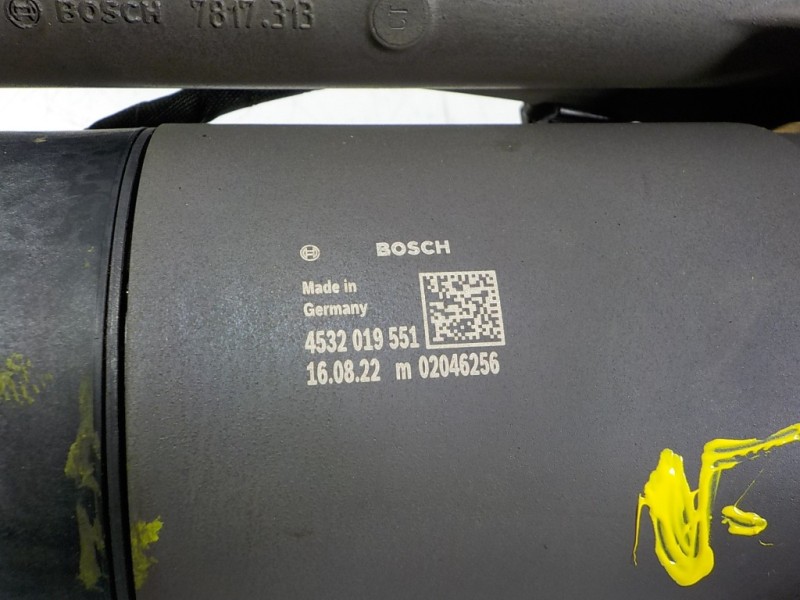 BOSCH 7817.313
BOSCH
Made in
Germany
4532 019 551
16.08.22 m 02046256